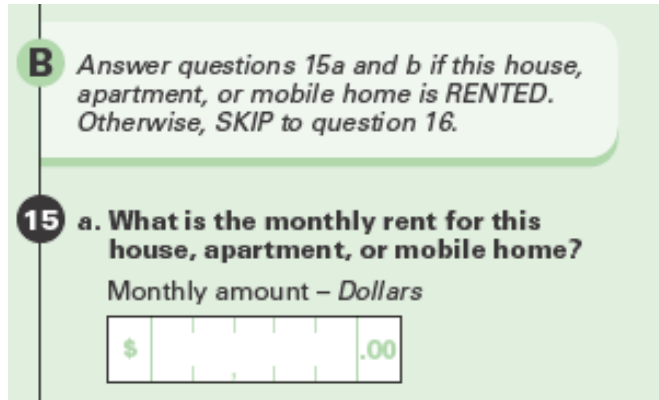 B Answer questions 15a and b if this house,
apartment, or mobile home is RENTED.
Otherwise, SKIP to question 16.
15 a. What is the monthly rent for this
house, apartment, or mobile home?
Monthly amount – Dollars
$ , .00